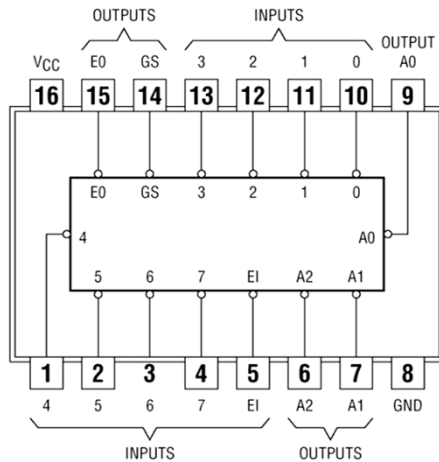 OUTPUTS INPUTS
OUTPUT
VCC E0 GS 3 2 1 0 A0
16 15 14 13 12 11 10 9
E0 GS 3 2 1 0
4 A0
5 6 7 EI A2 A1
1 2 3 4 5 6 7 8
4 5 6 7 EI A2 A1 GND
INPUTS OUTPUTS